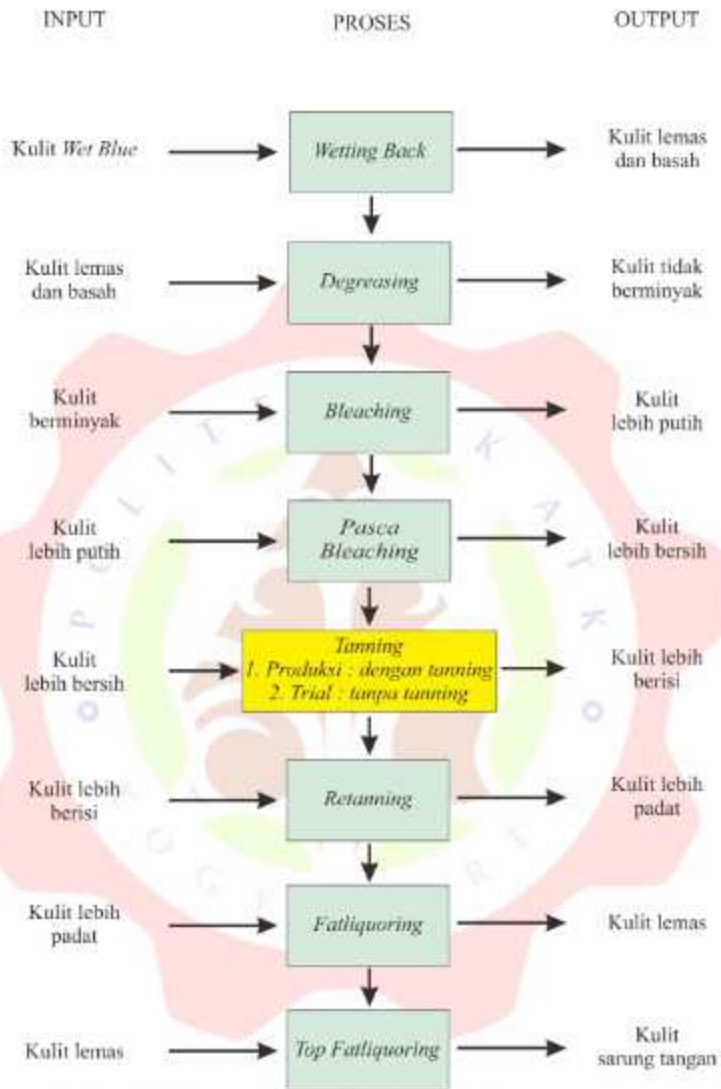 INPUT PROSES OUTPUT
Kulit Wet Blue
Wetting Back
Kulit lemas
dan basah
Kulit lemas
dan basah
Degreasing
Kulit tidak
berminyak
Kulit
berminyak
Bleaching
Kulit
lebih putih
Kulit
lebih putih
Pasca
Bleaching
Kulit
lebih bersih
Kulit
lebih bersih
Tanning
1. Produksi : dengan tanning
2. Trial : tanpa tanning
Kulit lebih
berisi
Kulit lebih
berisi
Retanning
Kulit lebih
padat
Kulit lebih
padat
Fatliquoring
Kulit lemas
Kulit lemas
Top Fatliquoring
Kulit
sarung tangan